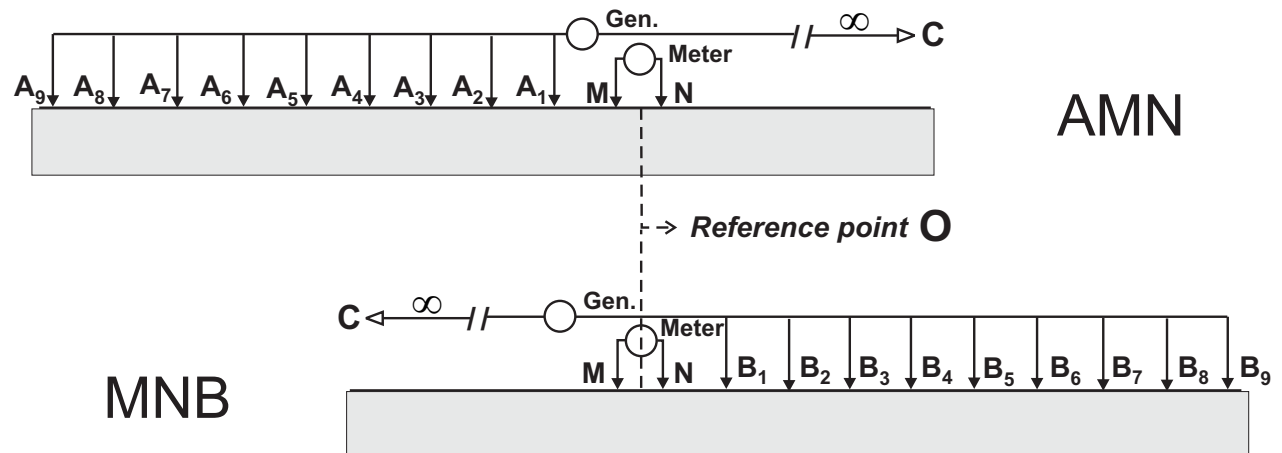 Gen. ∞ C
Meter
A₉ A₈ A₇ A₆ A₅ A₄ A₃ A₂ A₁ M N
AMN
Reference point O
C ∞ Gen.
Meter
M N B₁ B₂ B₃ B₄ B₅ B₆ B₇ B₈ B₉
MNB